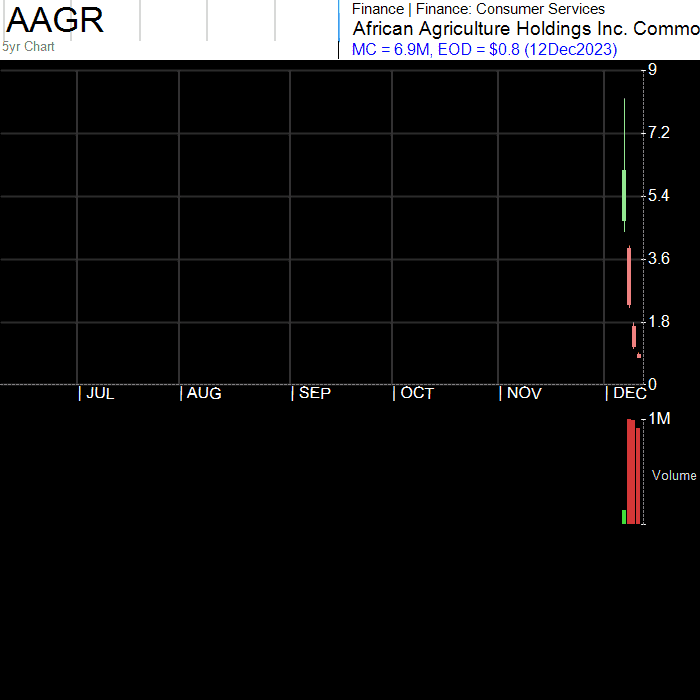 AAGR
5yr Chart
Finance | Finance: Consumer Services
African Agriculture Holdings Inc. Commo
MC = 6.9M, EOD = $0.8 (12Dec2023)
9
7.2
5.4
3.6
1.8
0
| JUL | AUG | SEP | OCT | NOV | DEC
1M
Volume